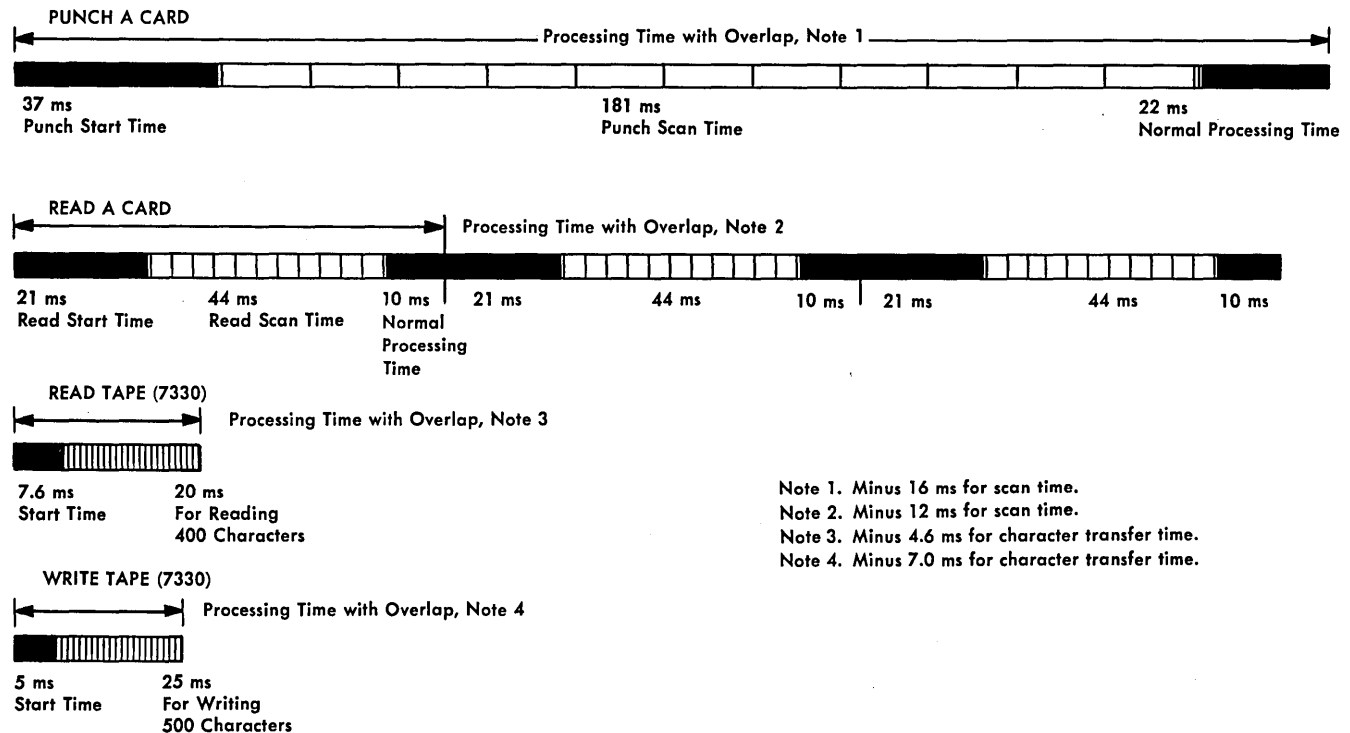 PUNCH A CARD
Processing Time with Overlap, Note 1
37 ms
Punch Start Time
181 ms
Punch Scan Time
22 ms
Normal Processing Time
READ A CARD
Processing Time with Overlap, Note 2
21 ms
Read Start Time
44 ms
Read Scan Time
10 ms
Normal
Processing
Time
21 ms
44 ms
10 ms
21 ms
44 ms
10 ms
READ TAPE (7330)
Processing Time with Overlap, Note 3
7.6 ms
Start Time
20 ms
For Reading
400 Characters
Note 1. Minus 16 ms for scan time.
Note 2. Minus 12 ms for scan time.
Note 3. Minus 4.6 ms for character transfer time.
Note 4. Minus 7.0 ms for character transfer time.
WRITE TAPE (7330)
Processing Time with Overlap, Note 4
5 ms
Start Time
25 ms
For Writing
500 Characters